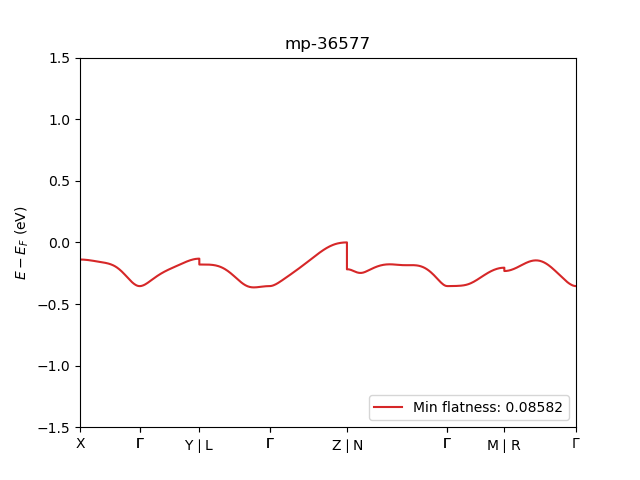 mp-36577
1.5
1.0
0.5
0.0
−0.5
−1.0
−1.5
E − E_F (eV)
Min flatness: 0.08582
X Γ Y | L Γ Z | N Γ M | R Γ